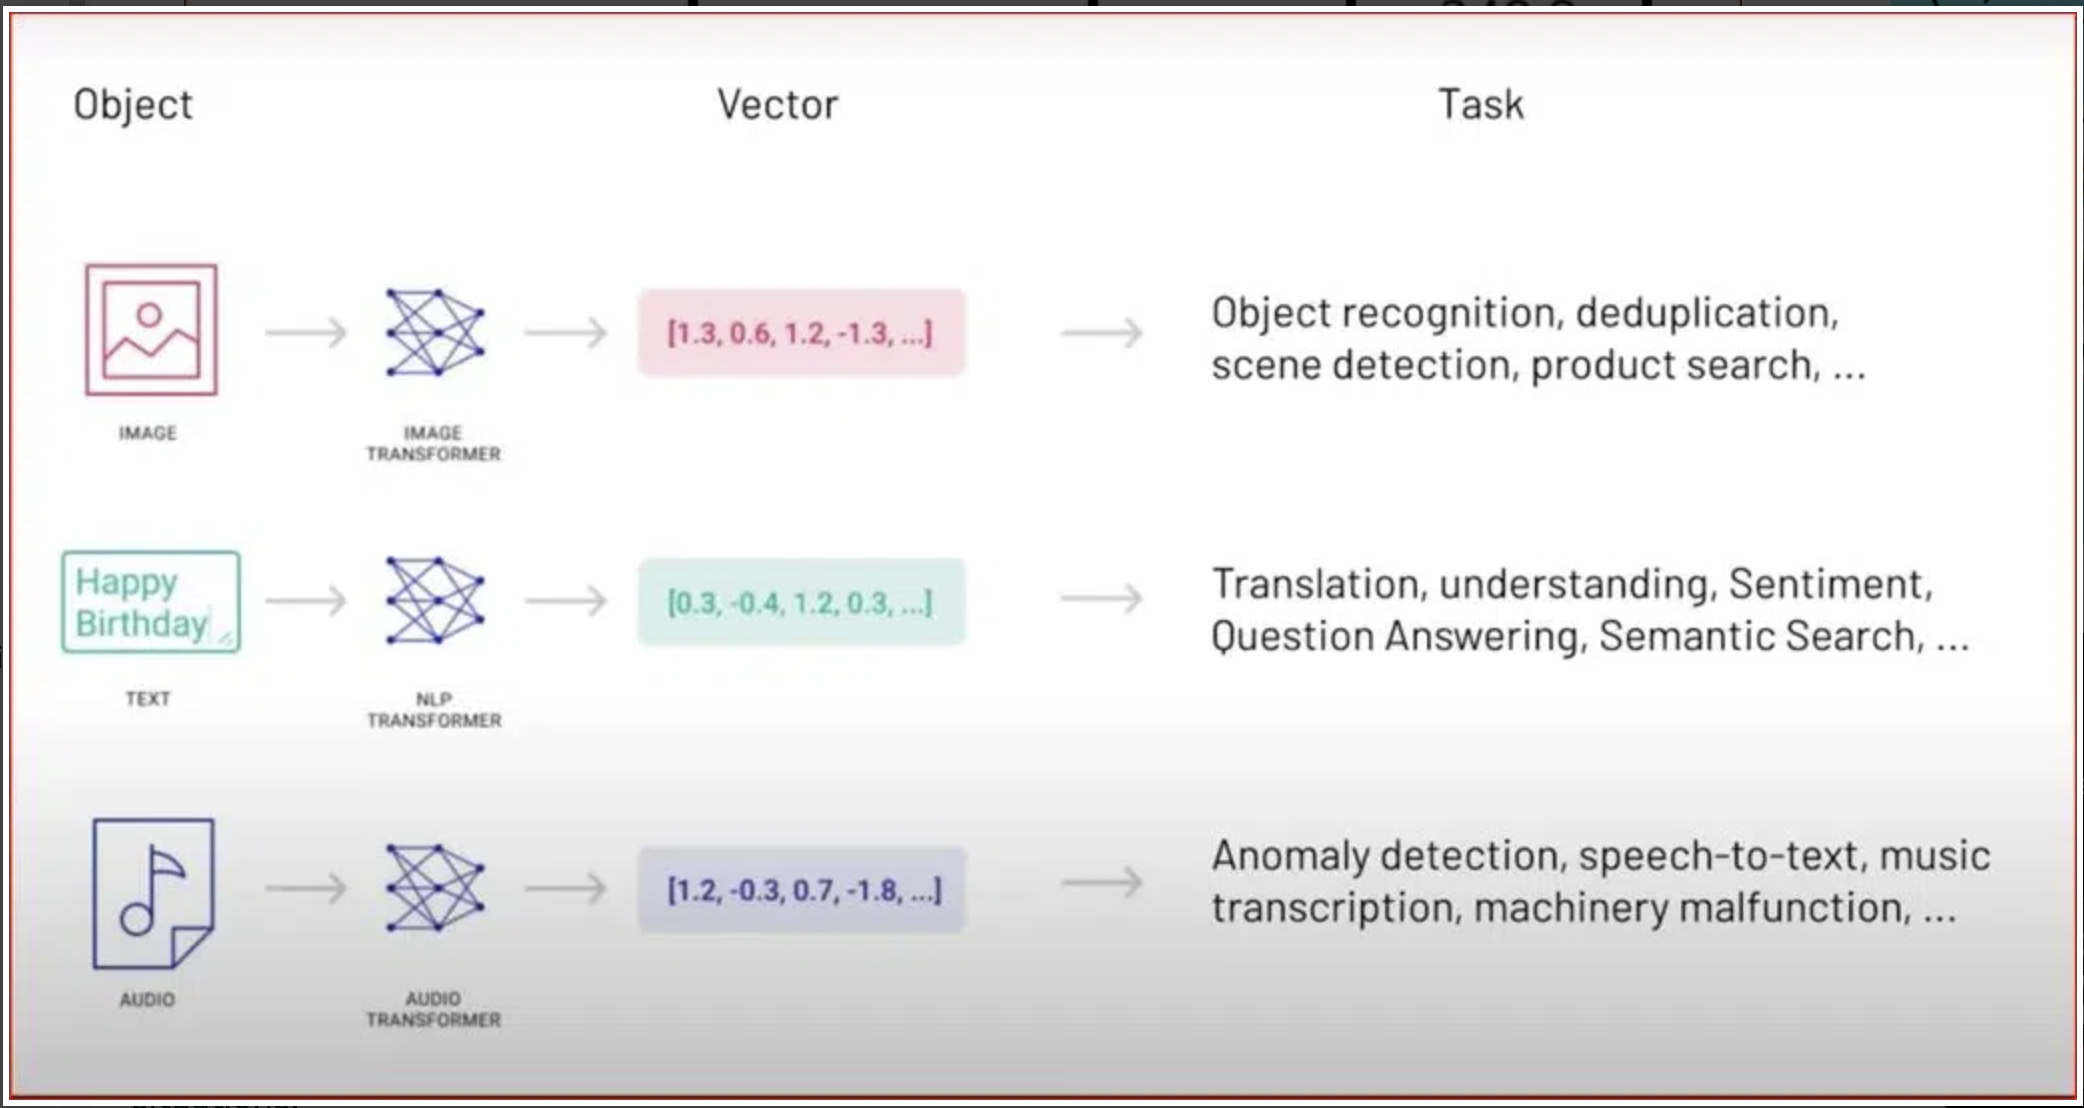 Object
Vector
Task
[1.3, 0.6, 1.2, -1.3, ...]
Object recognition, deduplication,
scene detection, product search, ...
IMAGE
IMAGE
TRANSFORMER
Happy
Birthday
[0.3, -0.4, 1.2, 0.3, ...]
Translation, understanding, Sentiment,
Question Answering, Semantic Search, ...
TEXT
NLP
TRANSFORMER
[1.2, -0.3, 0.7, -1.8, ...]
Anomaly detection, speech-to-text, music
transcription, machinery malfunction, ...
AUDIO
AUDIO
TRANSFORMER